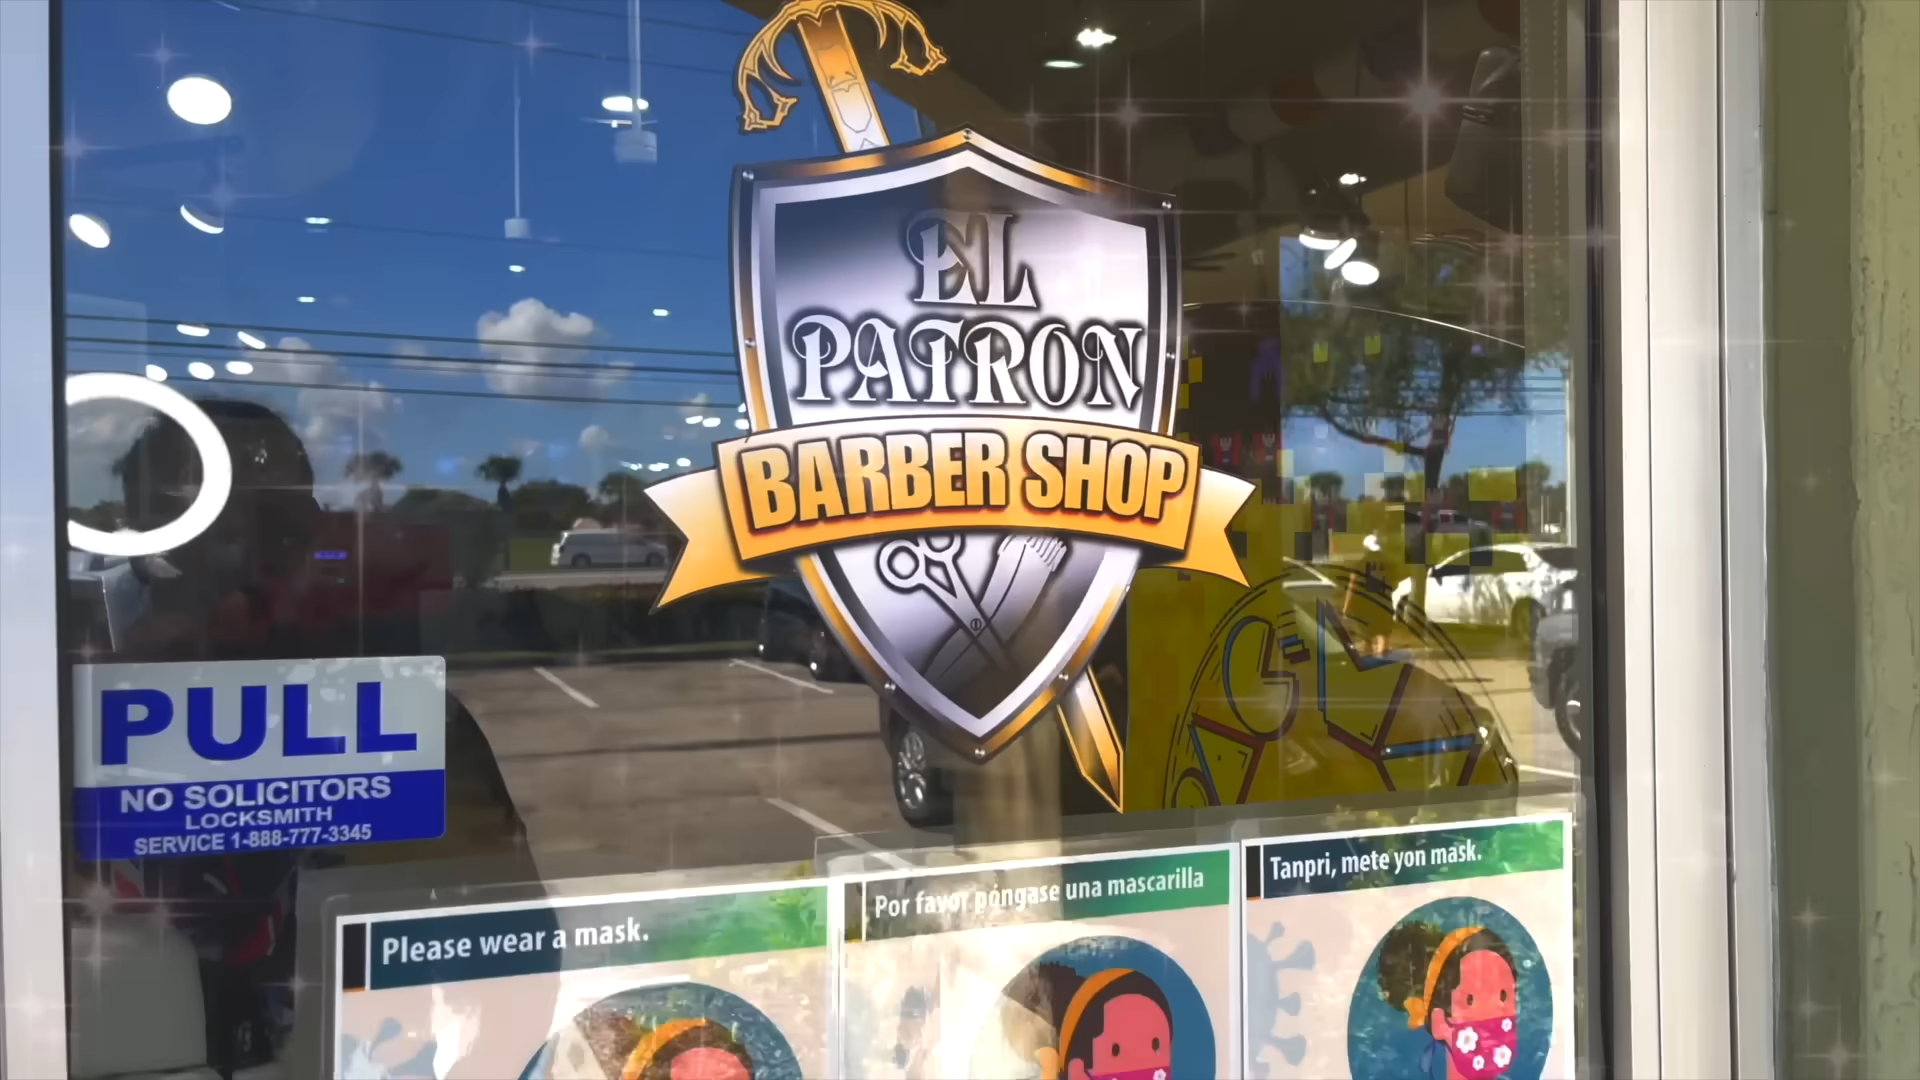 EL
PATRON
BARBER SHOP
PULL
NO SOLICITORS
LOCKSMITH
SERVICE 1-888-777-3345
Please wear a mask.
Por favor póngase una mascarilla
Tanpri, mete yon mask.